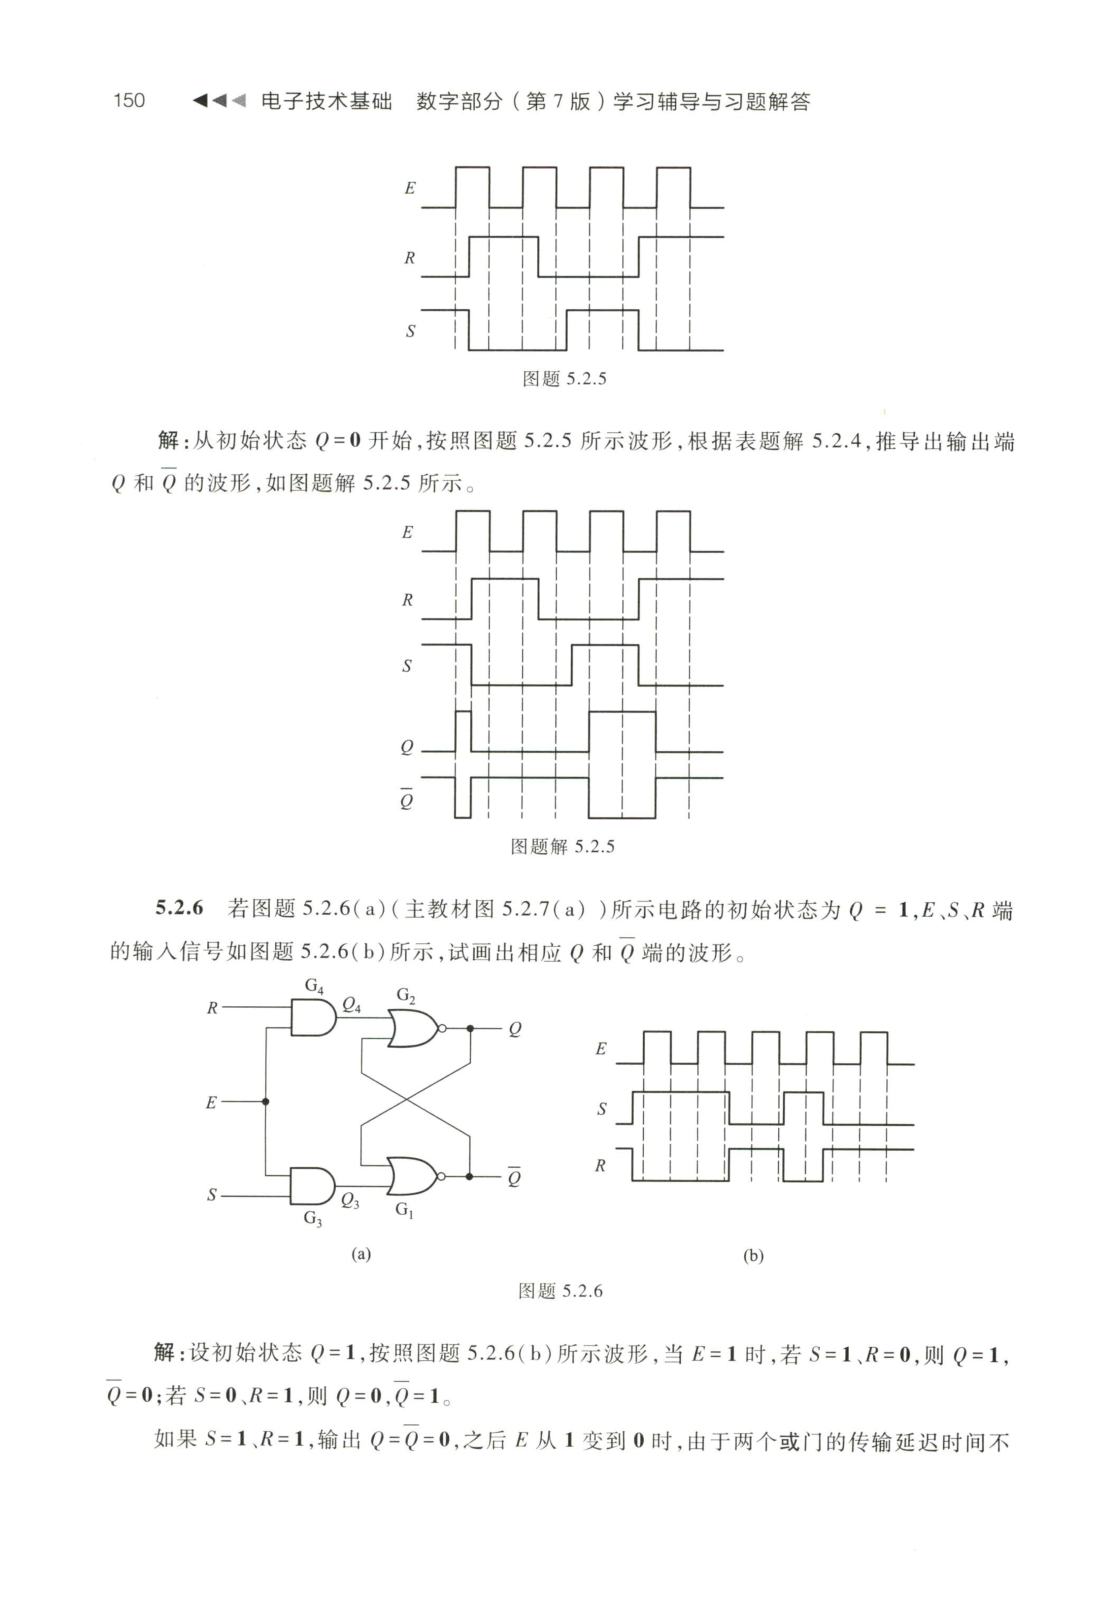 150 ◀◀◀ 电子技术基础 数字部分（第 7 版）学习辅导与习题解答
E
R
S
图题 5.2.5
解:从初始状态 Q=0 开始,按照图题 5.2.5 所示波形,根据表题解 5.2.4,推导出输出端
Q 和 Q̅ 的波形,如图题解 5.2.5 所示。
E
R
S
Q
Q̅
图题解 5.2.5
5.2.6 若图题 5.2.6(a)(主教材图 5.2.7(a) )所示电路的初始状态为 Q = 1,E、S、R 端
的输入信号如图题 5.2.6(b)所示,试画出相应 Q 和 Q̅ 端的波形。
G₄
R
Q₄
G₂
Q
E
S
G₃
Q₃
G₁
Q̅
(a)
E
S
R
(b)
图题 5.2.6
解:设初始状态 Q=1,按照图题 5.2.6(b)所示波形,当 E=1 时,若 S=1、R=0,则 Q=1,
Q̅=0;若 S=0、R=1,则 Q=0,Q̅=1。
如果 S=1、R=1,输出 Q=Q̅=0,之后 E 从 1 变到 0 时,由于两个或门的传输延迟时间不